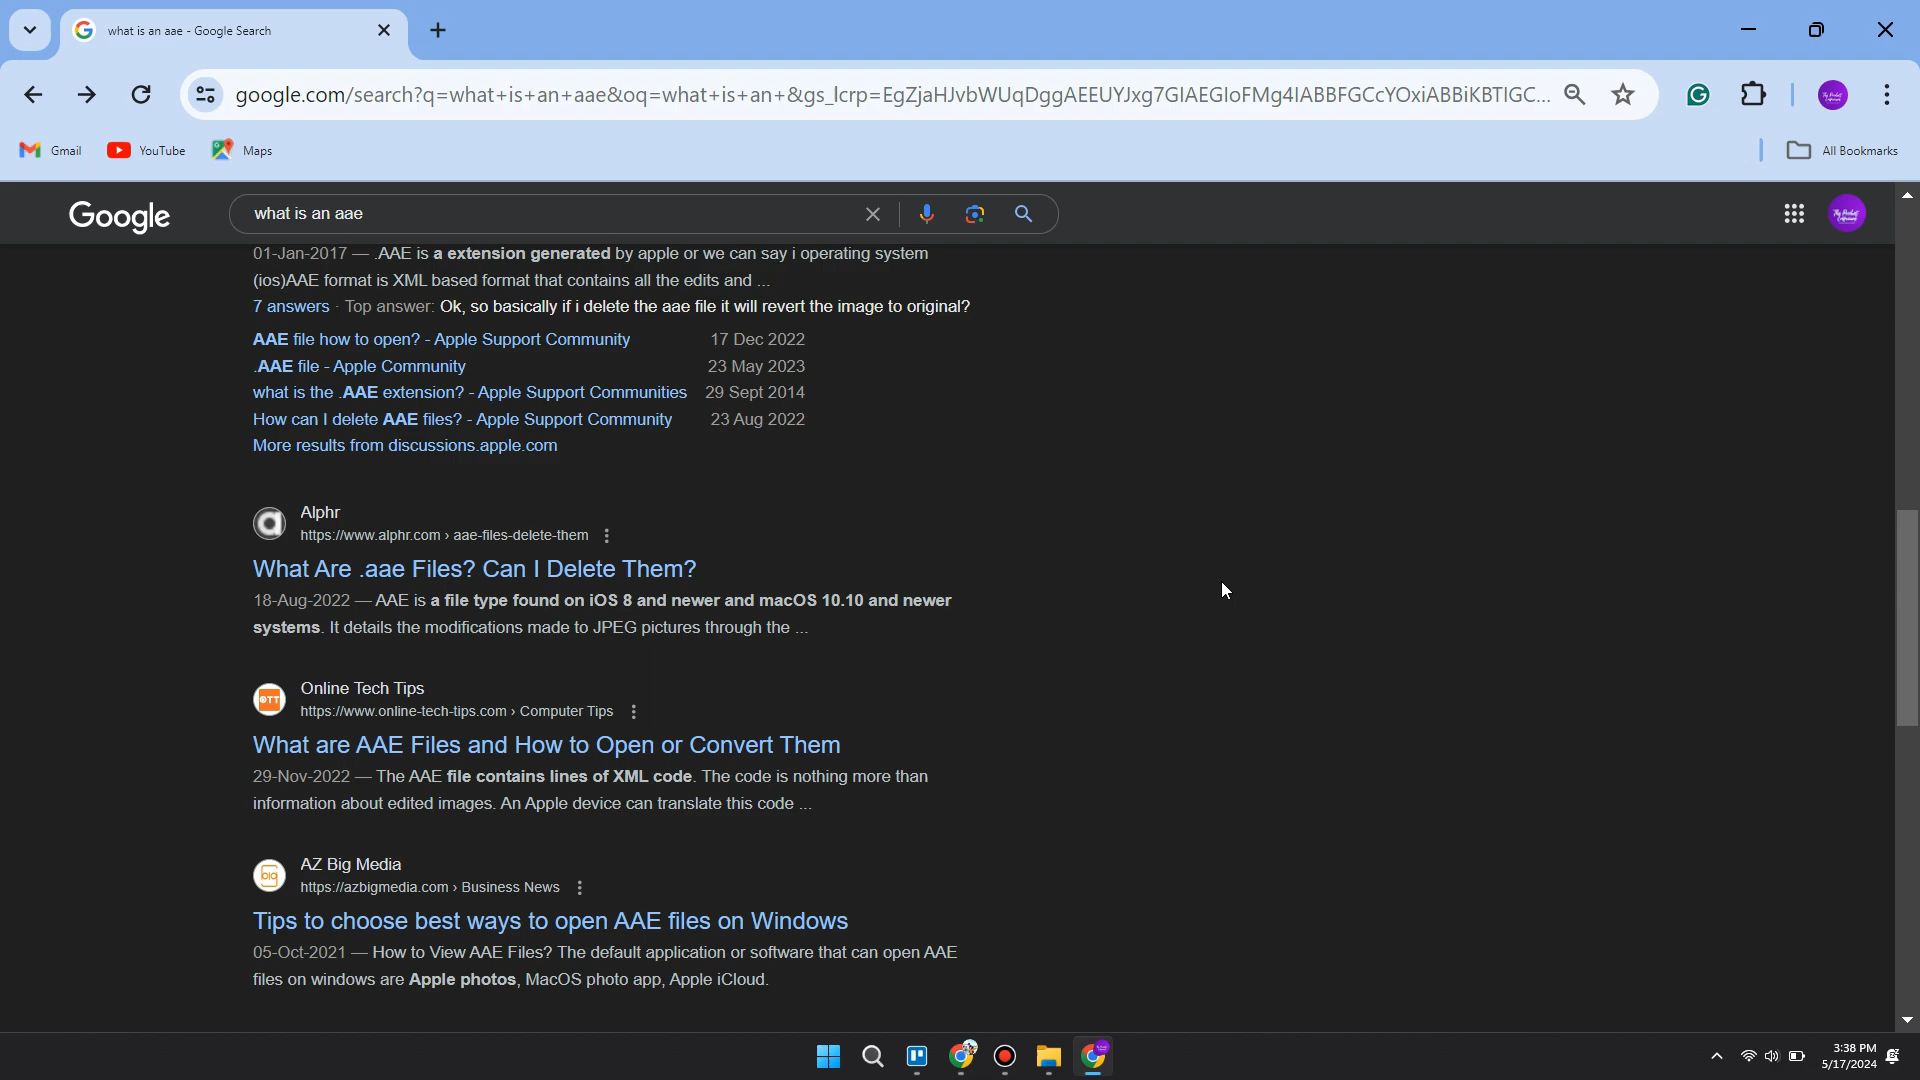 what is an aae - Google Search
google.com/search?q=what+is+an+aae&oq=what+is+an+&gs_lcrp=EgZjaHJvbWUqDggAEEUYJxg7GIAEGIoFMg4IABBFGCcYOxiABBiKBTIGC...
Gmail
YouTube
Maps
All Bookmarks
Google
what is an aae
01-Jan-2017 — .AAE is a extension generated by apple or we can say i operating system
(ios)AAE format is XML based format that contains all the edits and ...
7 answers · Top answer: Ok, so basically if i delete the aae file it will revert the image to original?
AAE file how to open? - Apple Support Community 17 Dec 2022
.AAE file - Apple Community 23 May 2023
what is the .AAE extension? - Apple Support Communities 29 Sept 2014
How can I delete AAE files? - Apple Support Community 23 Aug 2022
More results from discussions.apple.com
Alphr
https://www.alphr.com › aae-files-delete-them
What Are .aae Files? Can I Delete Them?
18-Aug-2022 — AAE is a file type found on iOS 8 and newer and macOS 10.10 and newer
systems. It details the modifications made to JPEG pictures through the ...
OTT
Online Tech Tips
https://www.online-tech-tips.com › Computer Tips
What are AAE Files and How to Open or Convert Them
29-Nov-2022 — The AAE file contains lines of XML code. The code is nothing more than
information about edited images. An Apple device can translate this code ...
AZ Big Media
https://azbigmedia.com › Business News
Tips to choose best ways to open AAE files on Windows
05-Oct-2021 — How to View AAE Files? The default application or software that can open AAE
files on windows are Apple photos, MacOS photo app, Apple iCloud.
3:38 PM
5/17/2024